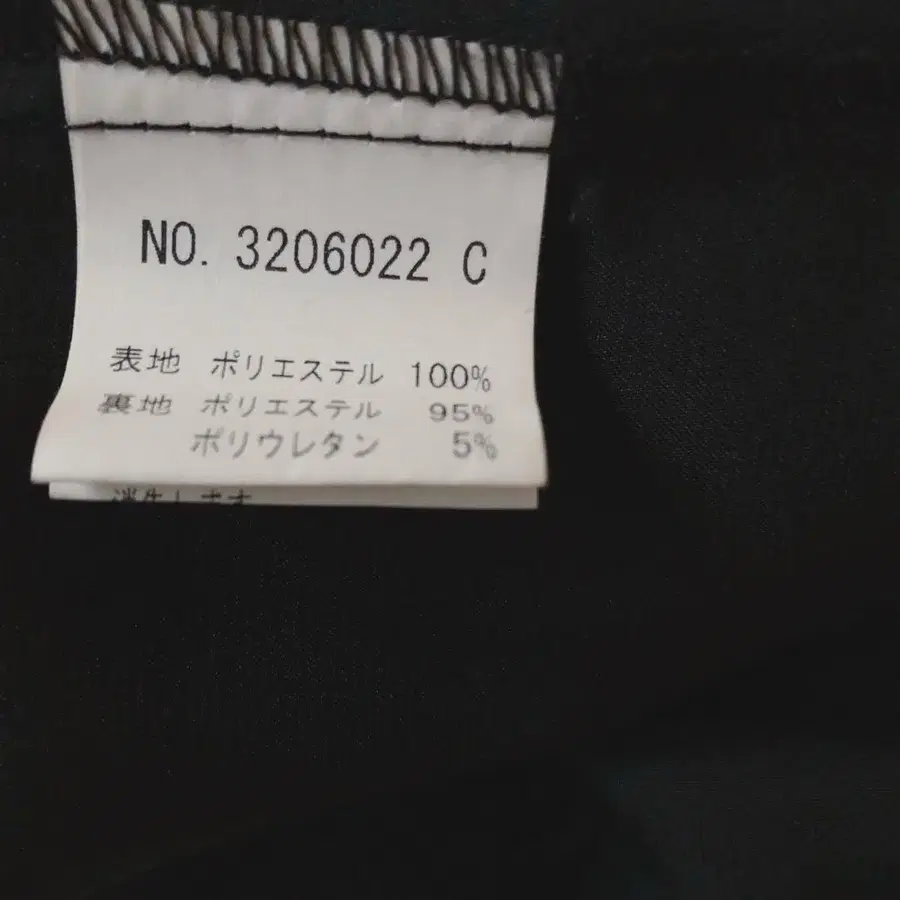 NO. 3206022 C
表地 ポリエステル 100%
裏地 ポリエステル 95%
ポリウレタン 5%